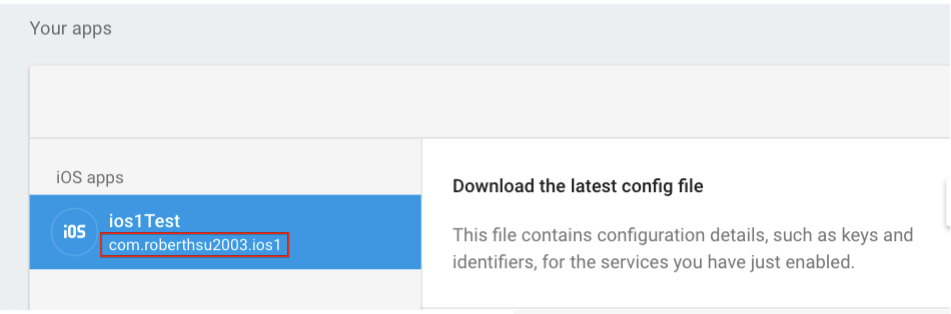 Your apps
iOS apps
iOS
ios1Test
com.roberthsu2003.ios1
Download the latest config file
This file contains configuration details, such as keys and
identifiers, for the services you have just enabled.